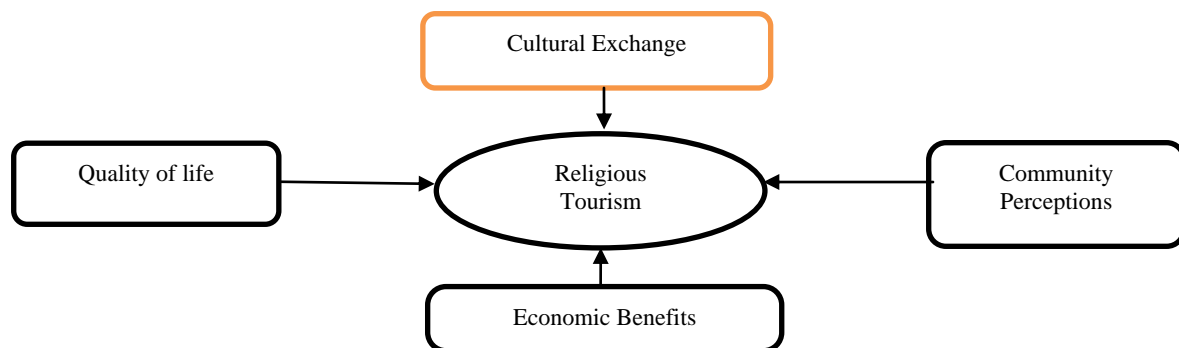 Cultural Exchange
Quality of life
Religious
Tourism
Community
Perceptions
Economic Benefits